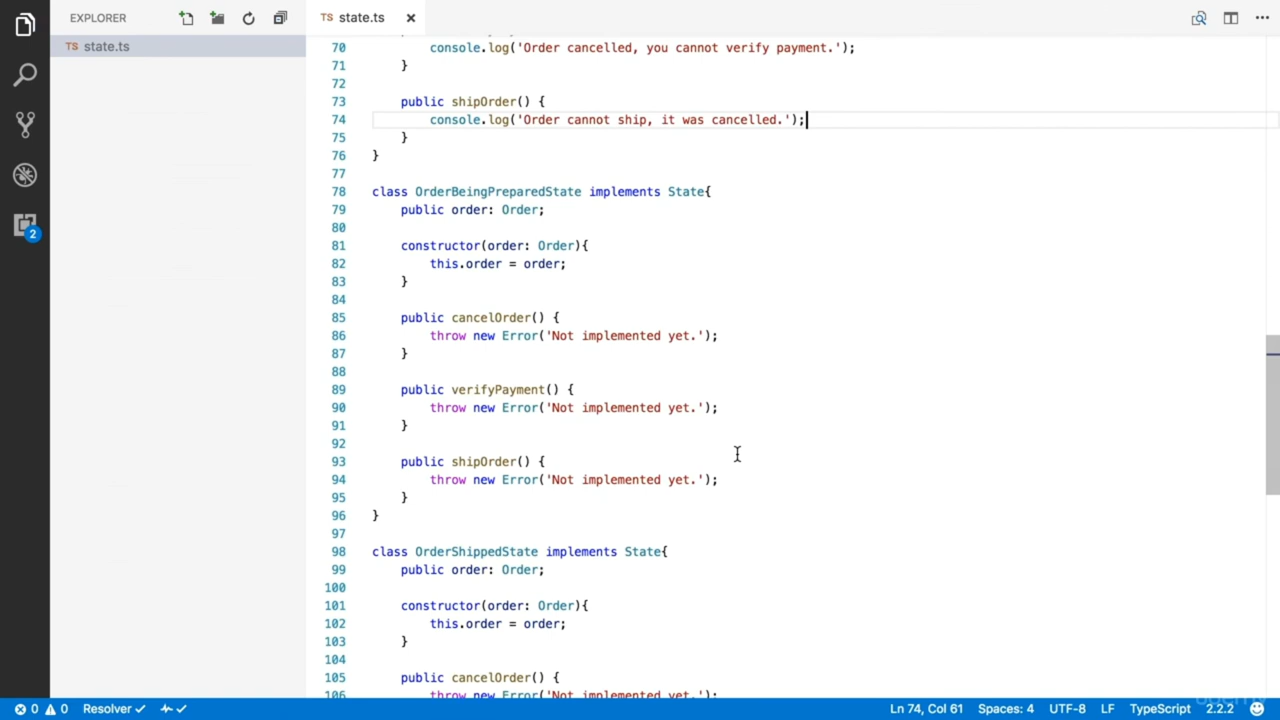 EXPLORER
TS state.ts
TS state.ts
70 console.log('Order cancelled, you cannot verify payment.');
71 }
72
73 public shipOrder() {
74 console.log('Order cannot ship, it was cancelled.');
75 }
76 }
77
78 class OrderBeingPreparedState implements State{
79 public order: Order;
80
81 constructor(order: Order){
82 this.order = order;
83 }
84
85 public cancelOrder() {
86 throw new Error('Not implemented yet.');
87 }
88
89 public verifyPayment() {
90 throw new Error('Not implemented yet.');
91 }
92
93 public shipOrder() {
94 throw new Error('Not implemented yet.');
95 }
96 }
97
98 class OrderShippedState implements State{
99 public order: Order;
100
101 constructor(order: Order){
102 this.order = order;
103 }
104
105 public cancelOrder() {
106 throw new Error('Not implemented yet.');
2
0 0 Resolver Ln 74, Col 61 Spaces: 4 UTF-8 LF TypeScript 2.2.2